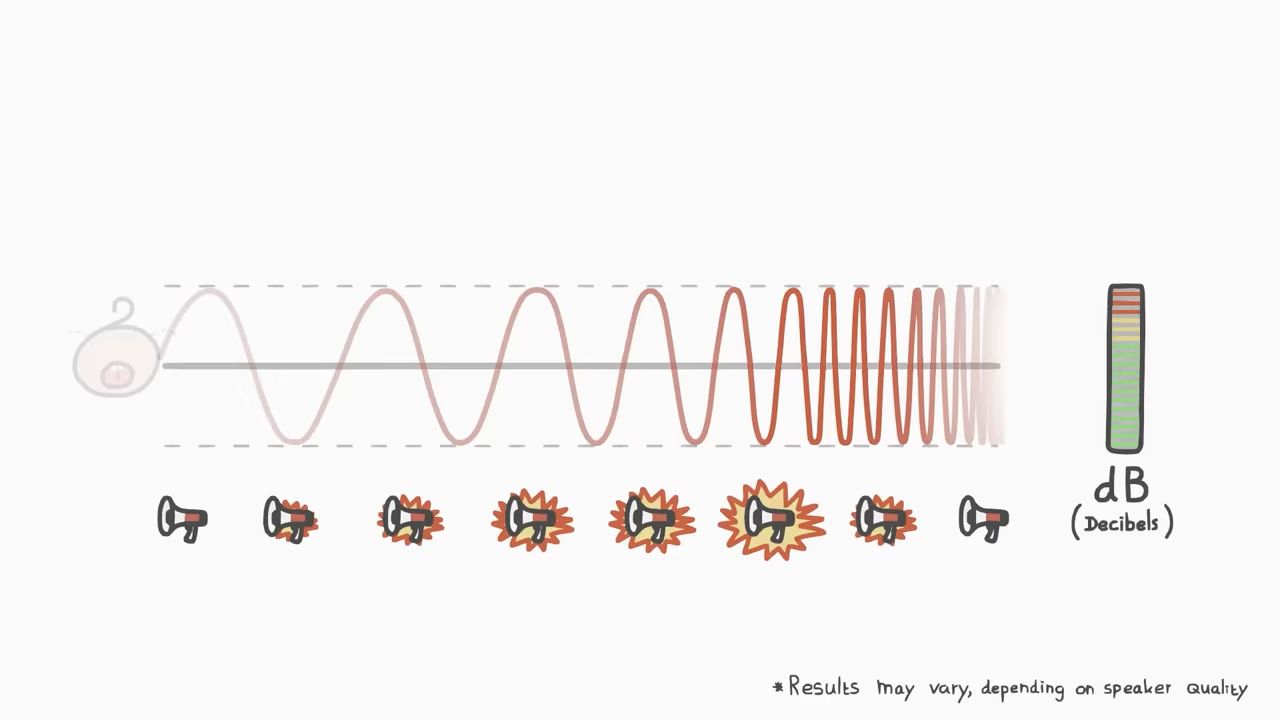 dB
(Decibels)
*Results may vary, depending on speaker quality